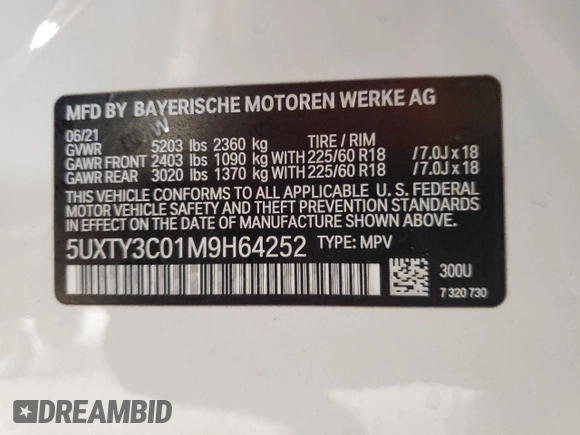 MFD BY BAYERISCHE MOTOREN WERKE AG
06/21
GVWR 5203 lbs 2360 kg TIRE / RIM
GAWR FRONT 2403 lbs 1090 kg WITH 225/60 R18 /7.0J x 18
GAWR REAR 3020 lbs 1370 kg WITH 225/60 R18 /7.0J x 18
THIS VEHICLE CONFORMS TO ALL APPLICABLE U. S. FEDERAL
MOTOR VEHICLE SAFETY AND THEFT PREVENTION STANDARDS
IN EFFECT ON THE DATE OF MANUFACTURE SHOWN ABOVE.
5UXTY3C01M9H64252 TYPE: MPV
300U
7 320 730
DREAMBID